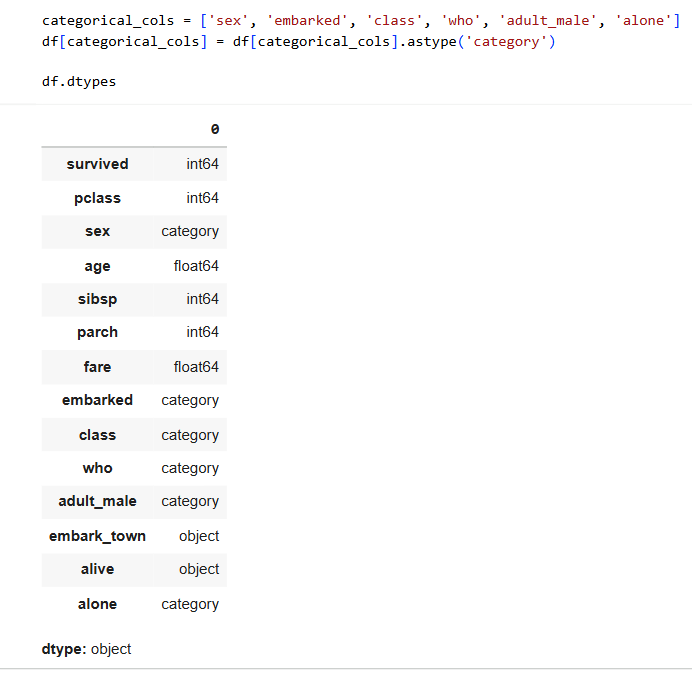 categorical_cols = ['sex', 'embarked', 'class', 'who', 'adult_male', 'alone']
df[categorical_cols] = df[categorical_cols].astype('category')
df.dtypes
0
survived int64
pclass int64
sex category
age float64
sibsp int64
parch int64
fare float64
embarked category
class category
who category
adult_male category
embark_town object
alive object
alone category
dtype: object